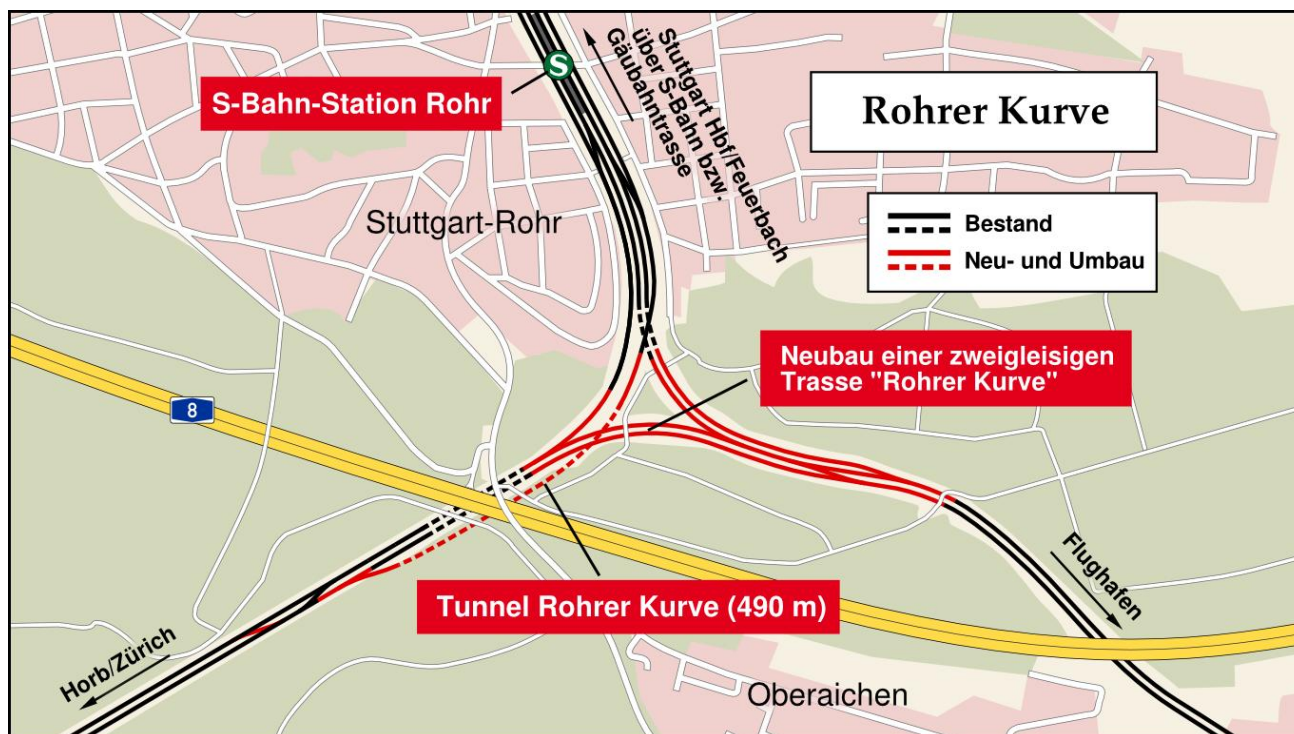 S
S-Bahn-Station Rohr
Stuttgart Hbf/Feuerbach
über S-Bahn bzw.
Gäubahntrasse
Rohrer Kurve
Stuttgart-Rohr
Bestand
Neu- und Umbau
Neubau einer zweigleisigen
Trasse "Rohrer Kurve"
8
Tunnel Rohrer Kurve (490 m)
Flughafen
Horb/Zürich
Oberaichen